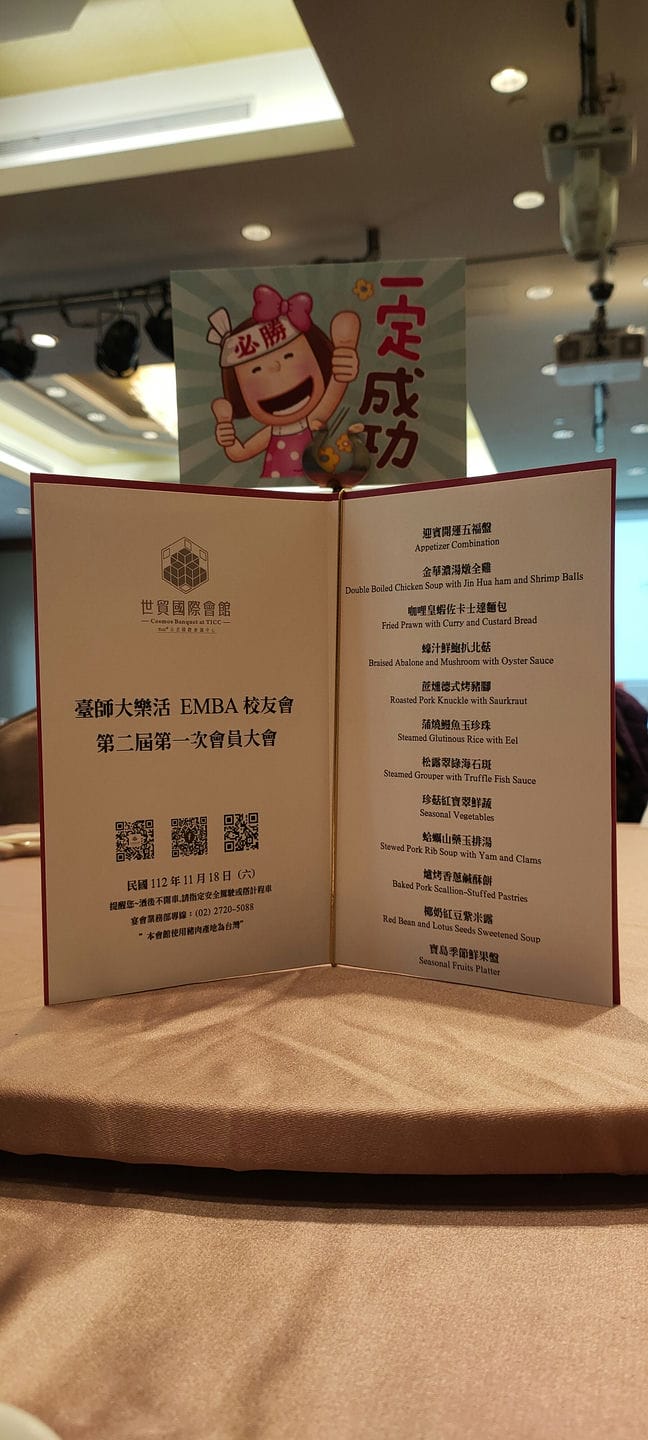 必勝
一定
成功
世貿國際會館
Cosmos Banquet at TICC
臺師大樂活 EMBA 校友會
第二屆第一次會員大會
民國 112 年 11 月 18 日 (六)
提醒您~酒後不開車,請指定安全駕駛或搭計程車
宴會業務部專線：(02) 2720-5088
"本會館使用豬肉產地為台灣"
迎賓開運五福盤
Appetizer Combination
金華濃湯燉全雞
Double Boiled Chicken Soup with Jin Hua ham and Shrimp Balls
咖哩皇蝦佐卡士達麵包
Fried Prawn with Curry and Custard Bread
蠔汁鮮鮑扒北菇
Braised Abalone and Mushroom with Oyster Sauce
蔗燻德式烤豬腳
Roasted Pork Knuckle with Saurkraut
蒲燒鰻魚玉珍珠
Steamed Glutinous Rice with Eel
松露翠綠海石斑
Steamed Grouper with Truffle Fish Sauce
珍菇紅寶翠鮮蔬
Seasonal Vegetables
蛤蠣山藥玉排湯
Stewed Pork Rib Soup with Yam and Clams
爐烤香蔥鹹酥餅
Baked Pork Scallion-Stuffed Pastries
椰奶紅豆紫米露
Red Bean and Lotus Seeds Sweetened Soup
寶島季節鮮果盤
Seasonal Fruits Platter